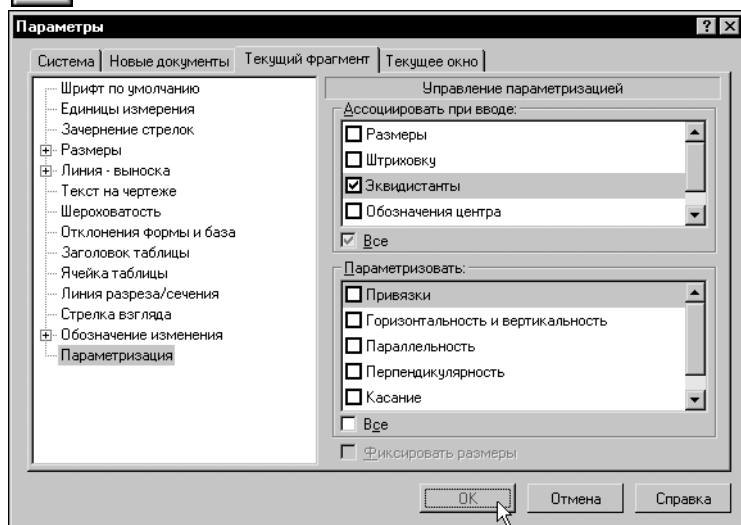 Параметры
Система Новые документы Текущий фрагмент Текущее окно
Шрифт по умолчанию
Единицы измерения
Зачернение стрелок
Размеры
Линия - выноска
Текст на чертеже
Шероховатость
Отклонения формы и база
Заголовок таблицы
Ячейка таблицы
Линия разреза/сечения
Стрелка взгляда
Обозначение изменения
Параметризация
Управление параметризацией
Ассоциировать при вводе:
Размеры
Штриховку
Эквидистанты
Обозначения центра
Все
Параметризовать:
Привязки
Горизонтальность и вертикальность
Параллельность
Перпендикулярность
Касание
Все
Фиксировать размеры
OK Отмена Справка